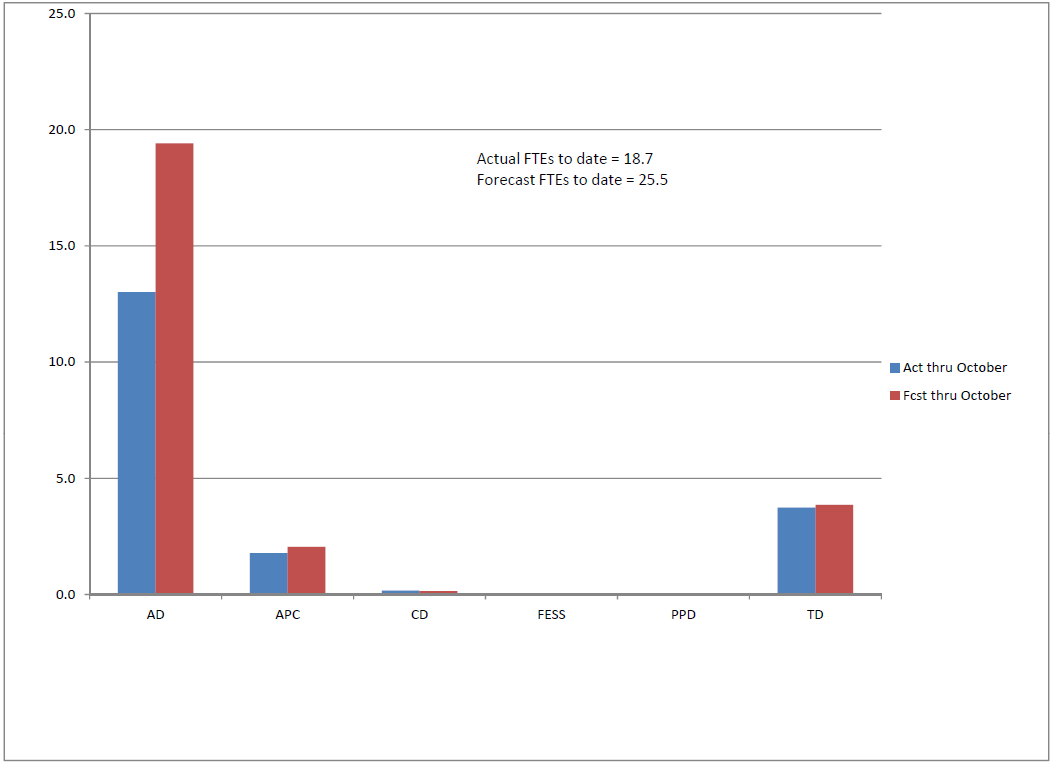 25.0
20.0
15.0
10.0
5.0
0.0
Actual FTEs to date = 18.7
Forecast FTEs to date = 25.5
Act thru October
Fcst thru October
AD APC CD FESS PPD TD